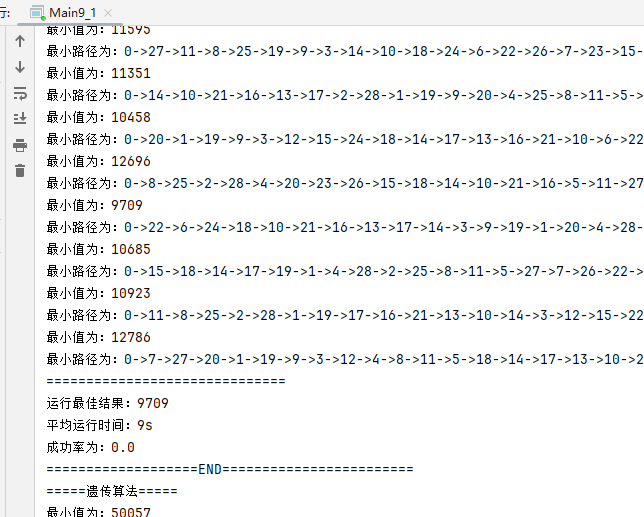 行: Main9_1
最小值为：11595
最小路径为：0->27->11->8->25->19->9->3->14->10->18->24->6->22->26->7->23->15-
最小值为：11351
最小路径为：0->14->10->21->16->13->17->2->28->1->19->9->20->4->25->8->11->5->
最小值为：10458
最小路径为：0->20->1->19->9->3->12->15->24->18->14->17->13->16->21->10->6->22
最小值为：12696
最小路径为：0->8->25->2->28->4->20->23->26->15->18->14->10->21->16->5->11->27
最小值为：9709
最小路径为：0->22->6->24->18->10->21->16->13->17->14->3->9->19->1->20->4->28-
最小值为：10685
最小路径为：0->15->18->14->17->19->1->4->28->2->25->8->11->5->27->7->26->22->
最小值为：10923
最小路径为：0->11->8->25->2->28->1->19->17->16->21->13->10->14->3->12->15->22
最小值为：12786
最小路径为：0->7->27->20->1->19->9->3->12->4->8->11->5->18->14->17->13->10->2
==============================
运行最佳结果：9709
平均运行时间：9s
成功率为：0.0
===================END========================
=====遗传算法=====
最小值为：50057